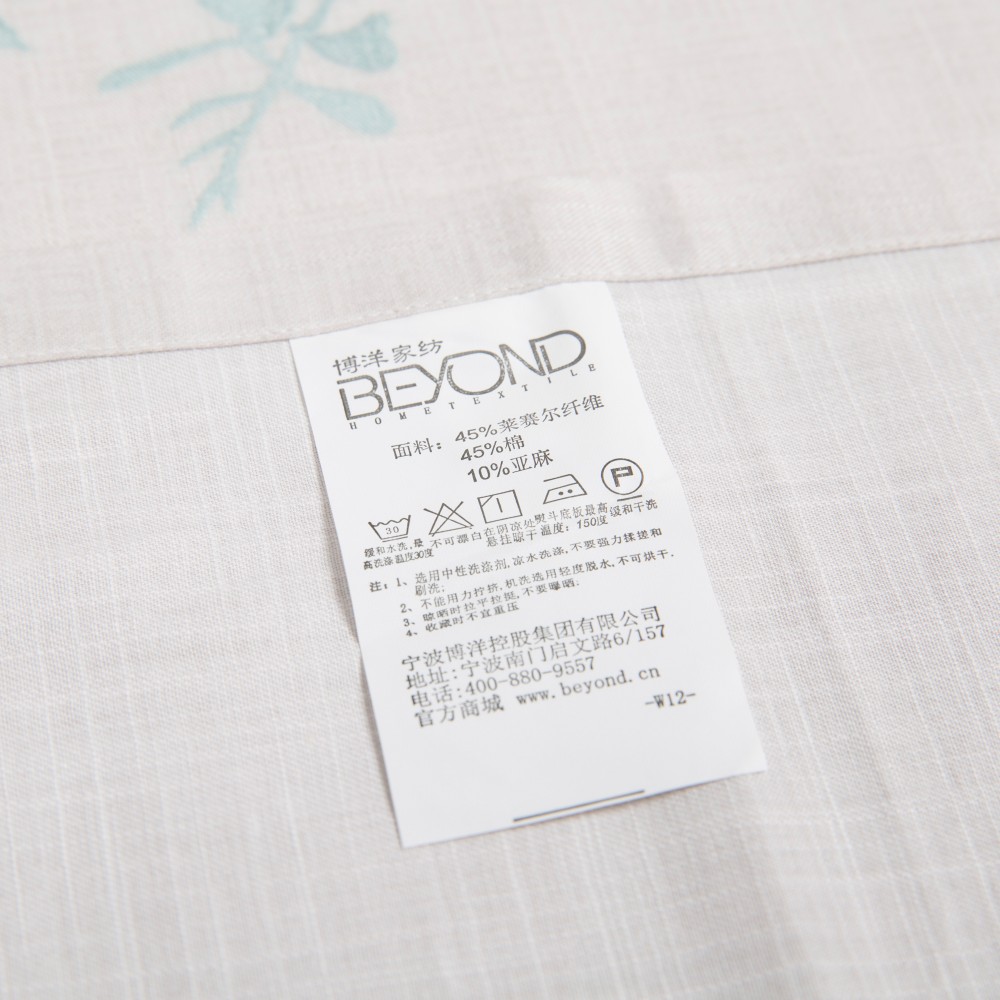 博洋家纺
BEYOND
HOMETEXTILE
面料: 45%莱赛尔纤维
45%棉
10%亚麻
30
P
缓和水洗,最高洗涤温度30度
不可漂白
在阴凉处悬挂晾干
熨斗底板最高温度: 150度
缓和干洗
注: 1、选用中性洗涤剂,凉水洗涤,不要强力揉搓和
刷洗;
2、不能用力拧挤,机洗选用轻度脱水,不可烘干.
3、晾晒时拉平拉挺,不要曝晒;
4、收藏时不宜重压
宁波博洋控股集团有限公司
地址:宁波南门启文路6/157
电话:400-880-9557
官方商城 www.beyond.cn
-W12-